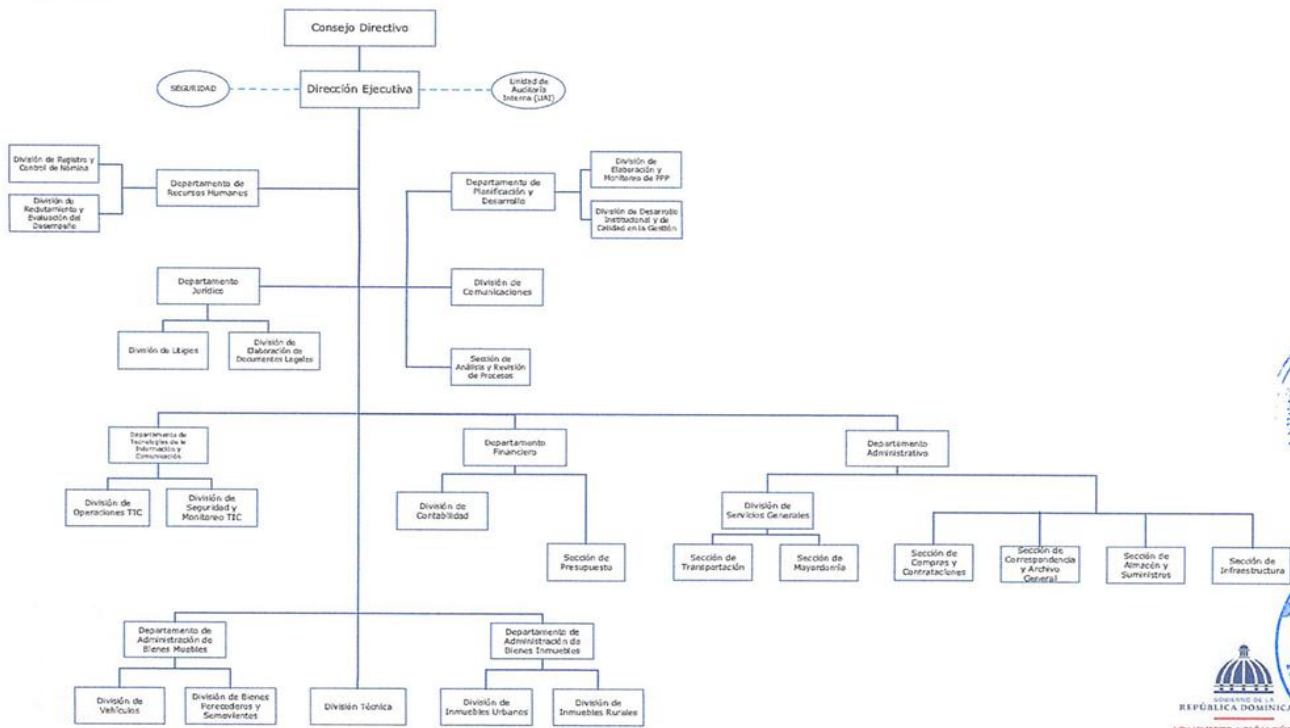 Consejo Directivo
SEGURIDAD
Dirección Ejecutiva
Unidad de
Auditoría
Interna (UAI)
División de Registro y
Control de Nómina
División de
Reclutamiento y
Evaluación del
Desempeño
Departamento de
Recursos Humanos
Departamento de
Planificación y
Desarrollo
División de
Elaboración y
Monitoreo de PPP
División de Desarrollo
Institucional y de
Calidad en la Gestión
Departamento
Jurídico
División de
Comunicaciones
División de Litigios
División de
Elaboración de
Documentos Legales
Sección de
Análisis y Revisión
de Procesos
Departamento de
Tecnologías de la
Información y
Comunicación
Departamento
Financiero
Departamento
Administrativo
División de
Operaciones TIC
División de
Seguridad y
Monitoreo TIC
División de
Contabilidad
División de
Servicios Generales
Sección de
Presupuesto
Sección de
Transportación
Sección de
Mayordomía
Sección de
Compras y
Contrataciones
Sección de
Correspondencia
y Archivo
General
Sección de
Almacén y
Suministros
Sección de
Infraestructura
Departamento de
Administración de
Bienes Muebles
Departamento de
Administración de
Bienes Inmuebles
División de
Vehículos
División de Bienes
Perecederos y
Semovientes
División Técnica
División de
Inmuebles Urbanos
División de
Inmuebles Rurales
GOBIERNO DE LA
REPÚBLICA DOMINICA